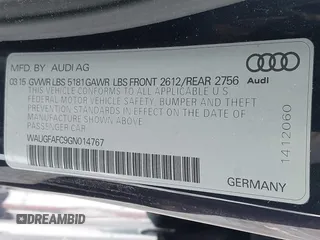 MFD BY AUDI AG
03 15 GVWR LBS 5181 GAWR LBS FRONT 2612/REAR 2756
Audi
THIS VEHICLE CONFORMS TO ALL APPLICABLE U.S.
FEDERAL MOTOR VEHICLE SAFETY, BUMPER AND THEFT
PREVENTION STANDARDS IN EFFECT ON THE DATE OF
MANUFACTURE SHOWN ABOVE.
PASSENGER CAR
WAUGFAFC9GN014767
1412060
GERMANY
DREAMBID